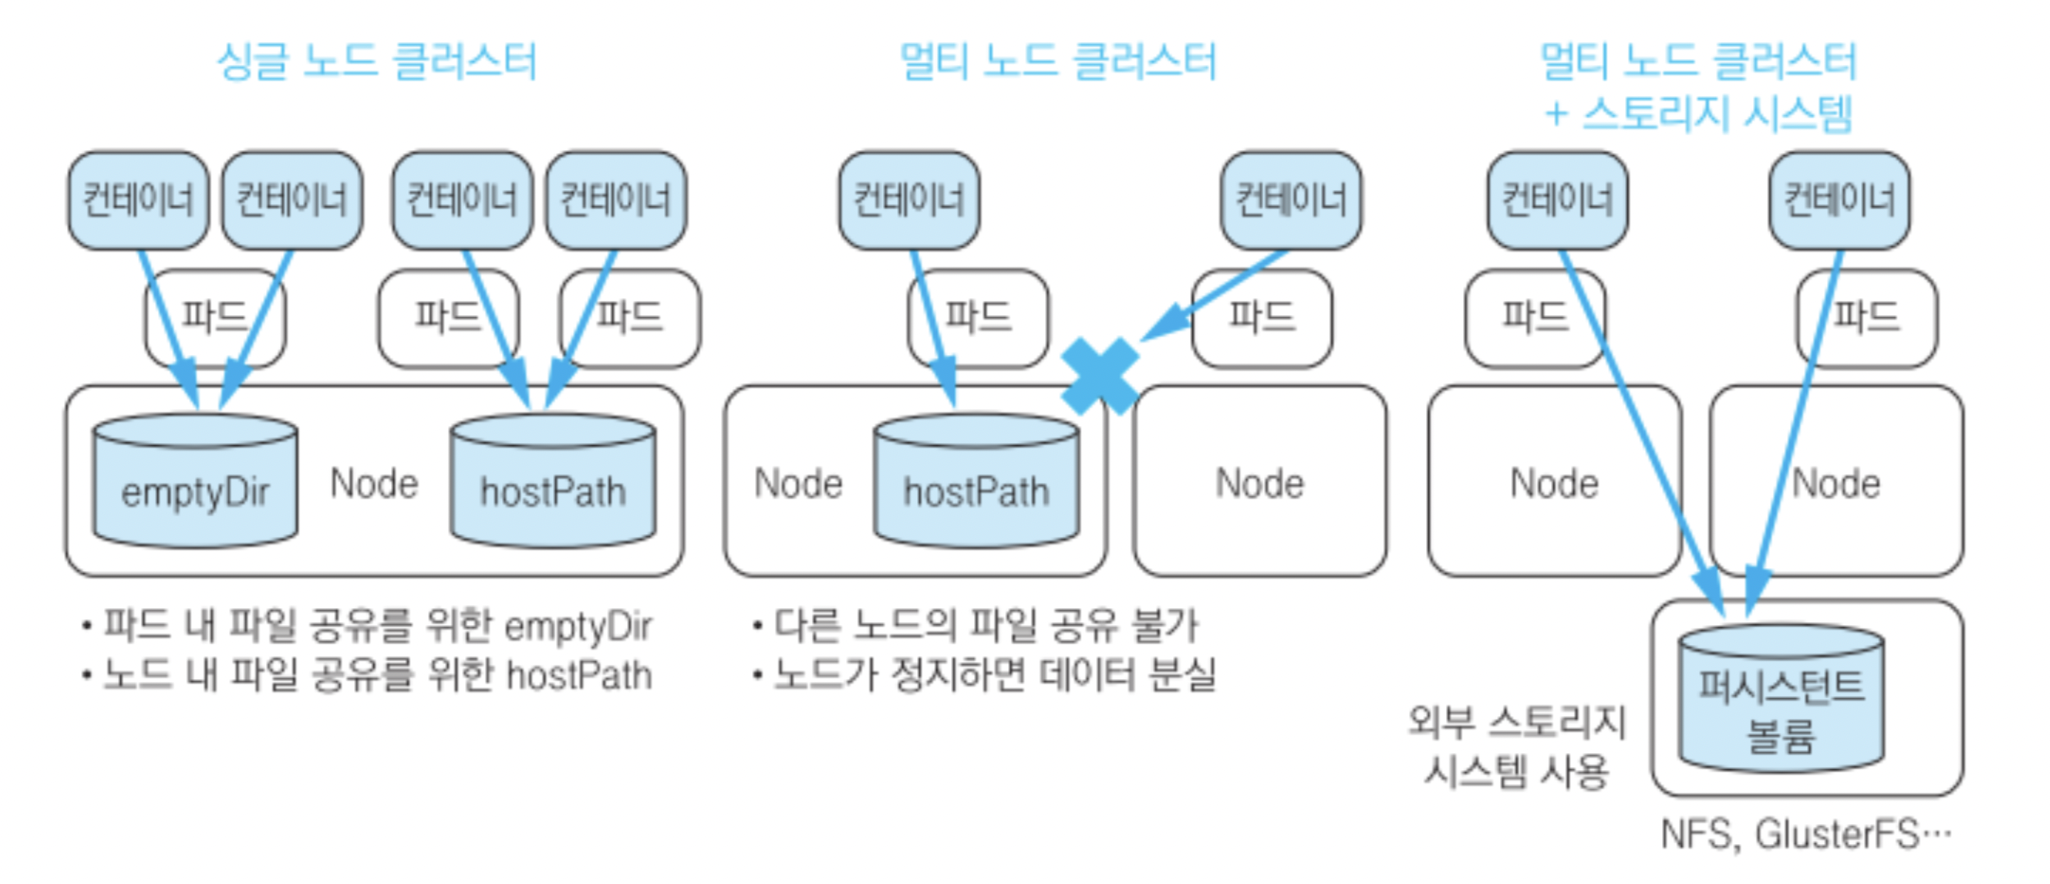 싱글 노드 클러스터
컨테이너
컨테이너
컨테이너
컨테이너
파드
파드
파드
emptyDir
Node
hostPath
• 파드 내 파일 공유를 위한 emptyDir
• 노드 내 파일 공유를 위한 hostPath
멀티 노드 클러스터
컨테이너
컨테이너
파드
파드
Node
hostPath
Node
• 다른 노드의 파일 공유 불가
• 노드가 정지하면 데이터 분실
멀티 노드 클러스터
+ 스토리지 시스템
컨테이너
컨테이너
파드
파드
Node
Node
퍼시스턴트
볼륨
외부 스토리지
시스템 사용
NFS, GlusterFS…